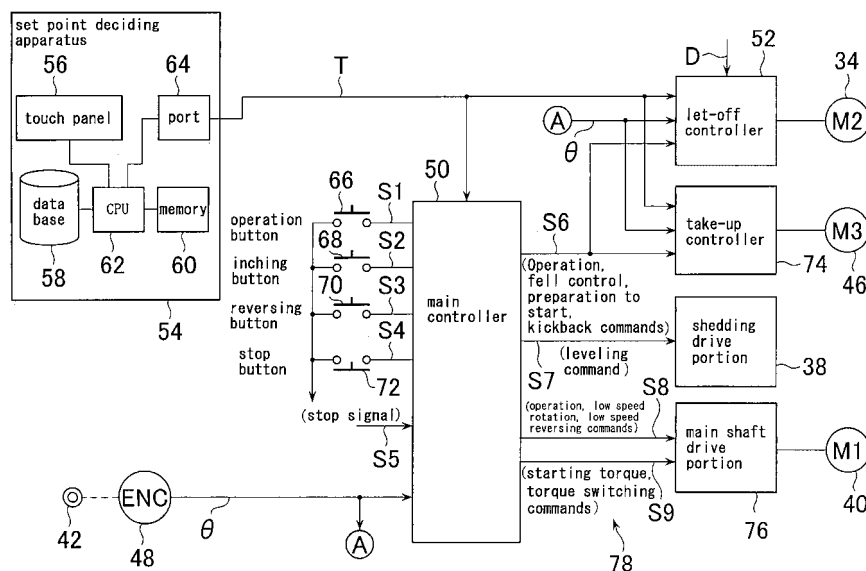 set point deciding
apparatus
56
64
touch panel
port
data
base
CPU
memory
58
62
60
54
T
D
52
34
let-off
controller
M2
A
θ
50
66
S1
operation
button
68
S2
inching
button
70
S3
reversing
button
S4
stop
button
72
(stop signal)
S5
main
controller
S6
take-up
controller
M3
74
46
(Operation,
fell control,
preparation to
start,
kickback commands)
shedding
drive
portion
S7
(leveling
command)
38
S8
(operation, low speed
rotation, low speed
reversing commands)
main shaft
drive
portion
M1
(starting torque,
torque switching
commands)
S9
76
40
78
ENC
42
48
θ
A